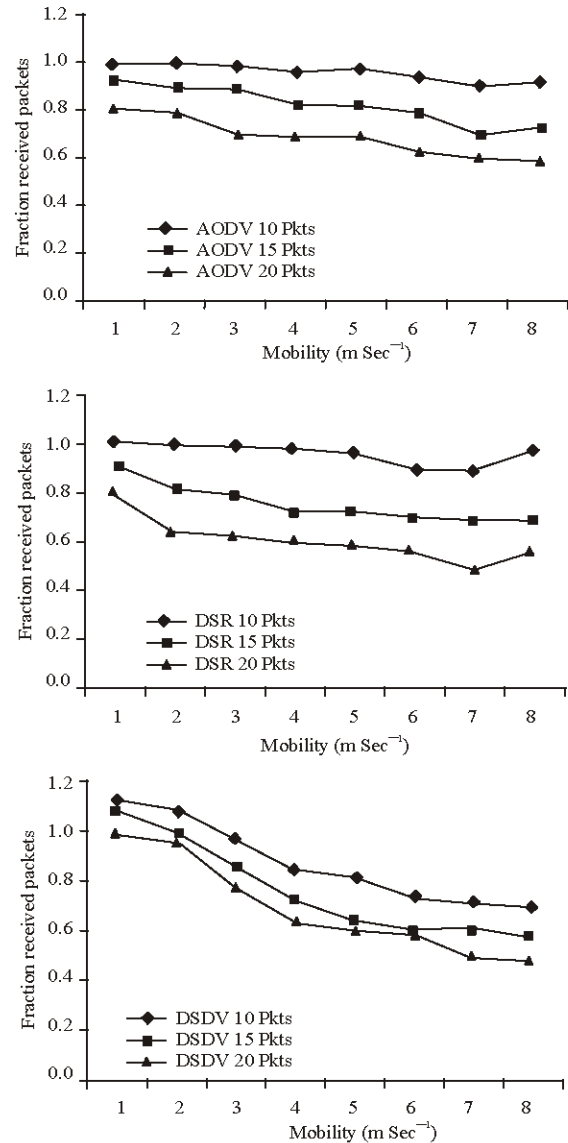 1.2
1.0
0.8
0.6
0.4
0.2
0.0
Fraction received packets
AODV 10 Pkts
AODV 15 Pkts
AODV 20 Pkts
1 2 3 4 5 6 7 8
Mobility (m Sec⁻¹)
1.2
1.0
0.8
0.6
0.4
0.2
0.0
Fraction received packets
DSR 10 Pkts
DSR 15 Pkts
DSR 20 Pkts
1 2 3 4 5 6 7 8
Mobility (m Sec⁻¹)
1.2
1.0
0.8
0.6
0.4
0.2
0.0
Fraction received packets
DSDV 10 Pkts
DSDV 15 Pkts
DSDV 20 Pkts
1 2 3 4 5 6 7 8
Mobility (m Sec⁻¹)